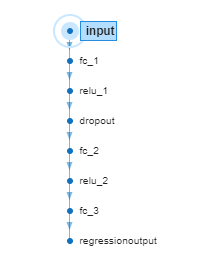 input
fc_1
relu_1
dropout
fc_2
relu_2
fc_3
regressionoutput